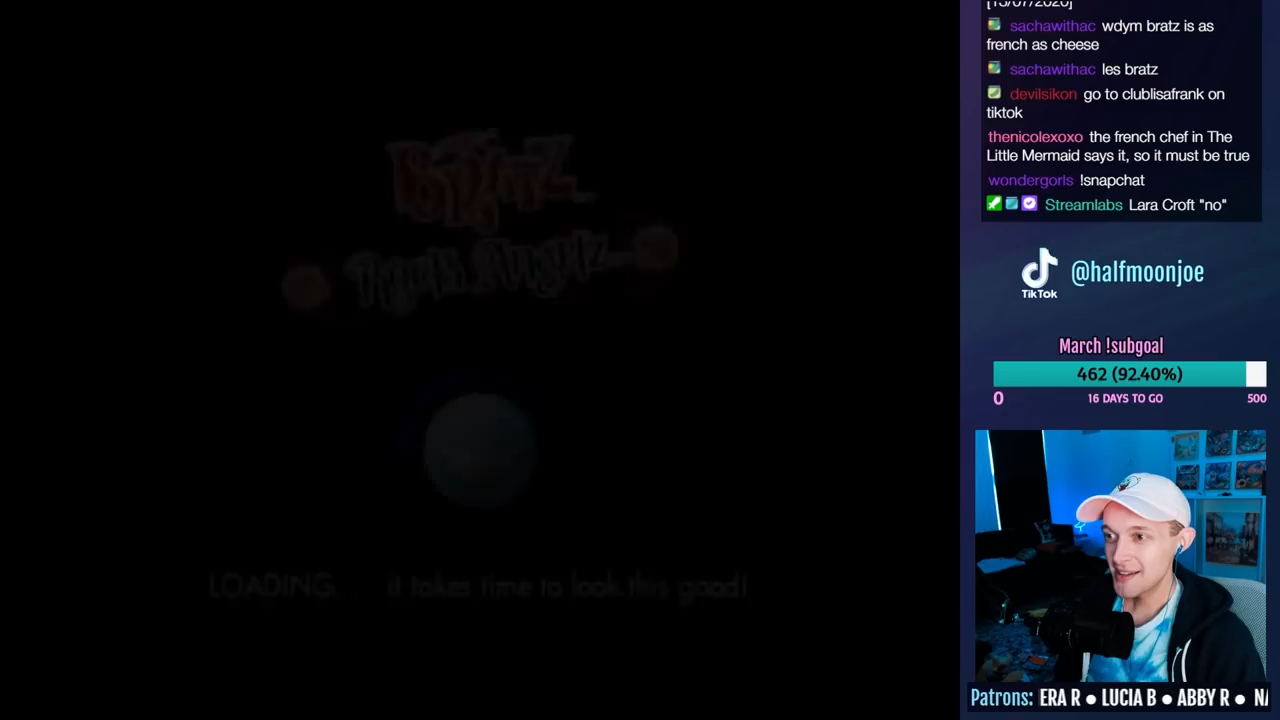 Bratz
Rock Angelz
LOADING... it takes time to look this good!
sachawithac wdym bratz is as
french as cheese
sachawithac les bratz
devilsikon go to clublisafrank on
tiktok
thenicolexoxo the french chef in The
Little Mermaid says it, so it must be true
wondergorls !snapchat
Streamlabs Lara Croft "no"
TikTok @halfmoonjoe
March !subgoal
462 (92.40%)
0 16 DAYS TO GO 500
Patrons: ERA R ● LUCIA B ● ABBY R ●